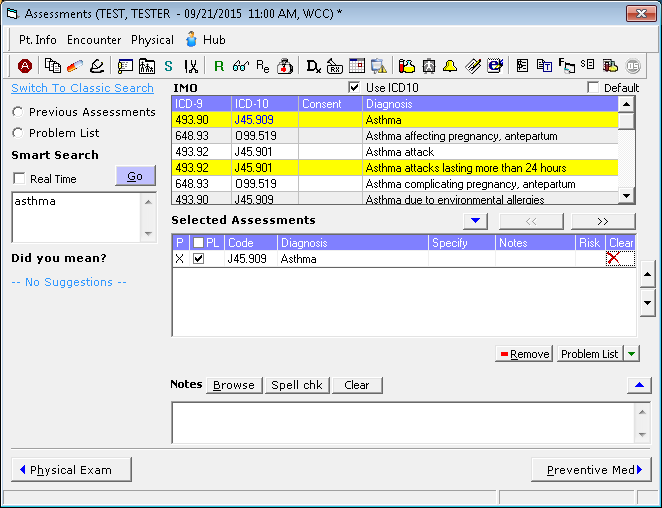 Assessments (TEST, TESTER - 09/21/2015 11:00 AM, WCC) *
Pt. Info Encounter Physical Hub
A S R Re Dx Rx
Switch To Classic Search
Previous Assessments
Problem List
Smart Search
Real Time Go
asthma
Did you mean?
-- No Suggestions --
IMO Use ICD10 Default
ICD-9 ICD-10 Consent Diagnosis
493.90 J45.909 Asthma
648.93 O99.519 Asthma affecting pregnancy, antepartum
493.92 J45.901 Asthma attack
493.92 J45.901 Asthma attacks lasting more than 24 hours
648.93 O99.519 Asthma complicating pregnancy, antepartum
493.90 J45.909 Asthma due to environmental allergies
Selected Assessments << >>
P PL Code Diagnosis Specify Notes Risk Clear
X J45.909 Asthma
Remove Problem List
Notes Browse Spell chk Clear
Physical Exam Preventive Med